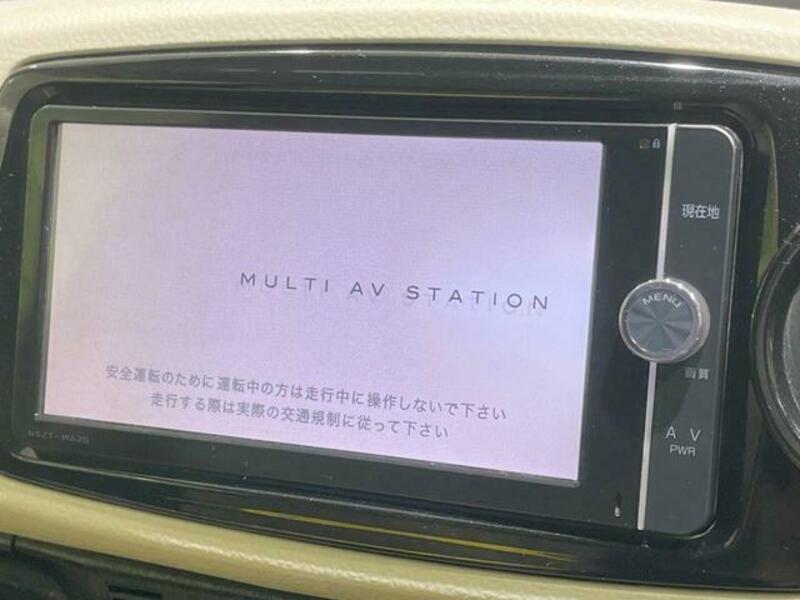 現在地
MULTI AV STATION
MENU
画質
安全運転のために運転中の方は走行中に操作しないで下さい
走行する際は実際の交通規制に従って下さい
AV
PWR
NSZT-W62G